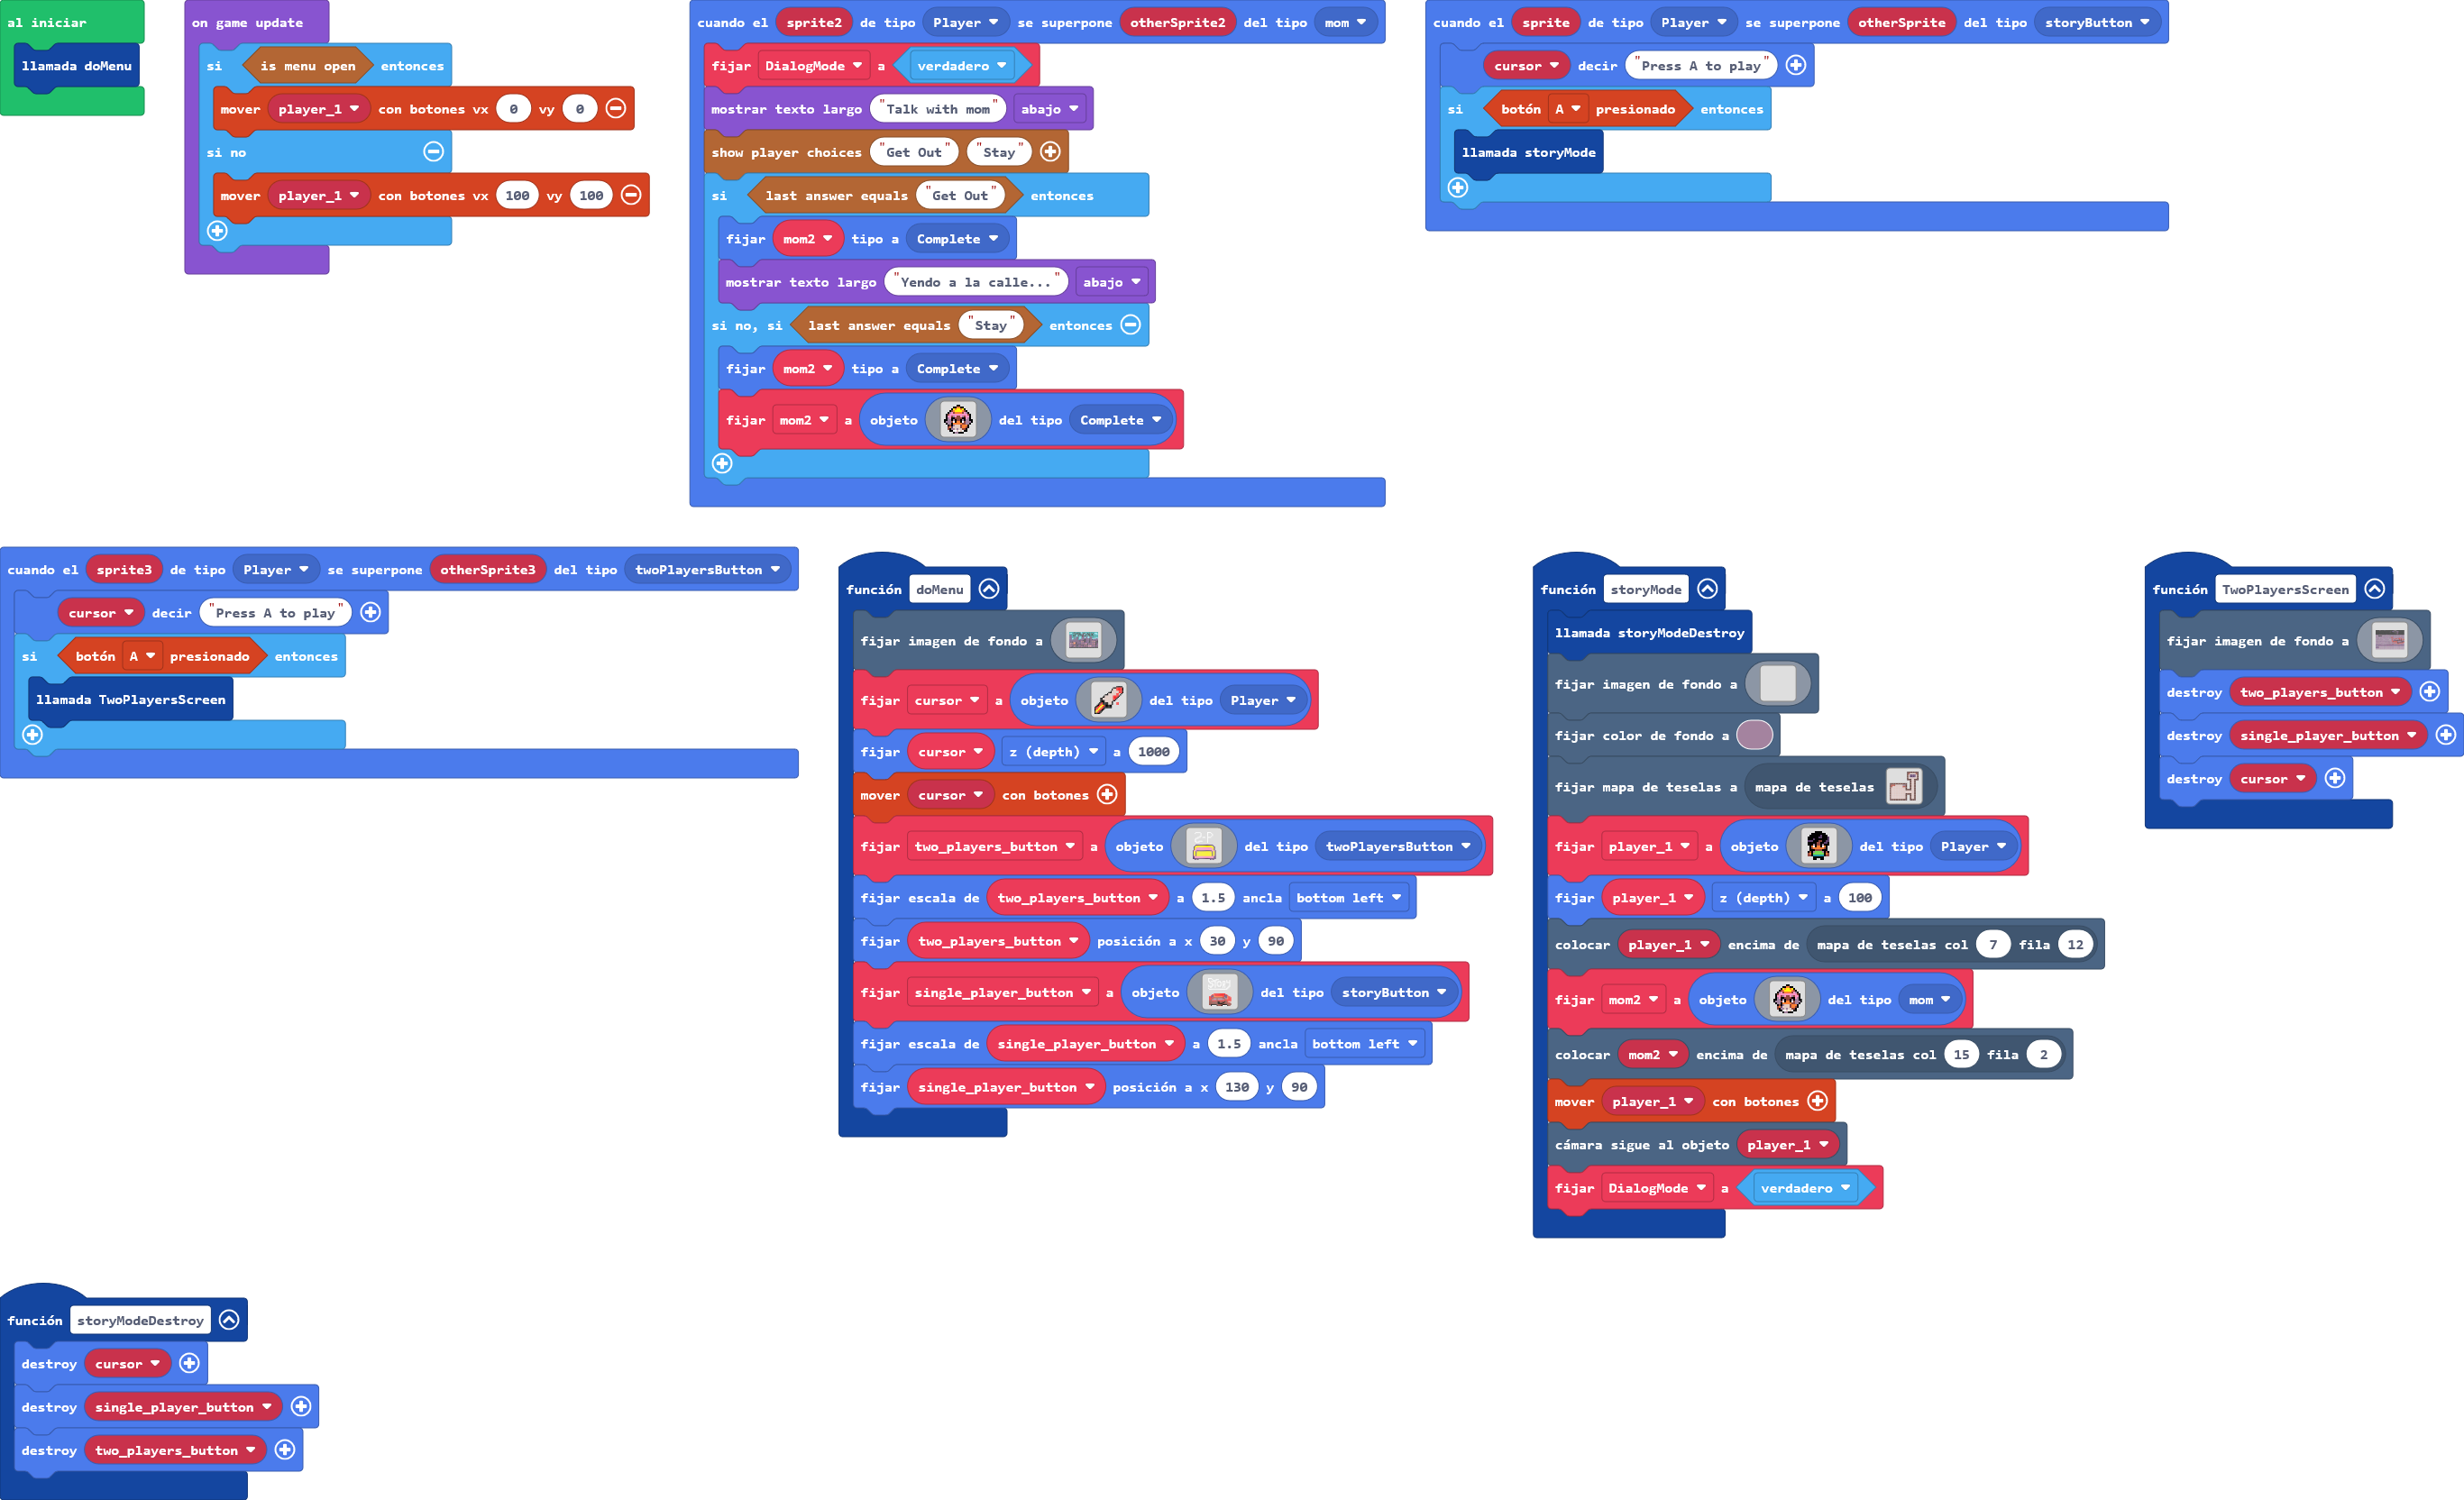 al iniciar
llamada doMenu
on game update
si is menu open entonces
mover player_1 con botones vx 0 vy 0
si no
mover player_1 con botones vx 100 vy 100
cuando el sprite2 de tipo Player se superpone otherSprite2 del tipo mom
fijar DialogMode a verdadero
mostrar texto largo "Talk with mom" abajo
show player choices "Get Out" "Stay"
si last answer equals "Get Out" entonces
fijar mom2 tipo a Complete
mostrar texto largo "Yendo a la calle..." abajo
si no, si last answer equals "Stay" entonces
fijar mom2 tipo a Complete
fijar mom2 a objeto del tipo Complete
cuando el sprite de tipo Player se superpone otherSprite del tipo storyButton
cursor decir "Press A to play"
si botón A presionado entonces
llamada storyMode
cuando el sprite3 de tipo Player se superpone otherSprite3 del tipo twoPlayersButton
cursor decir "Press A to play"
si botón A presionado entonces
llamada TwoPlayersScreen
función doMenu
fijar imagen de fondo a
fijar cursor a objeto del tipo Player
fijar cursor z (depth) a 1000
mover cursor con botones
fijar two_players_button a objeto 2-P del tipo twoPlayersButton
fijar escala de two_players_button a 1.5 ancla bottom left
fijar two_players_button posición a x 30 y 90
fijar single_player_button a objeto Story del tipo storyButton
fijar escala de single_player_button a 1.5 ancla bottom left
fijar single_player_button posición a x 130 y 90
función storyMode
llamada storyModeDestroy
fijar imagen de fondo a
fijar color de fondo a
fijar mapa de teselas a mapa de teselas
fijar player_1 a objeto del tipo Player
fijar player_1 z (depth) a 100
colocar player_1 encima de mapa de teselas col 7 fila 12
fijar mom2 a objeto del tipo mom
colocar mom2 encima de mapa de teselas col 15 fila 2
mover player_1 con botones
cámara sigue al objeto player_1
fijar DialogMode a verdadero
función TwoPlayersScreen
fijar imagen de fondo a
destroy two_players_button
destroy single_player_button
destroy cursor
función storyModeDestroy
destroy cursor
destroy single_player_button
destroy two_players_button